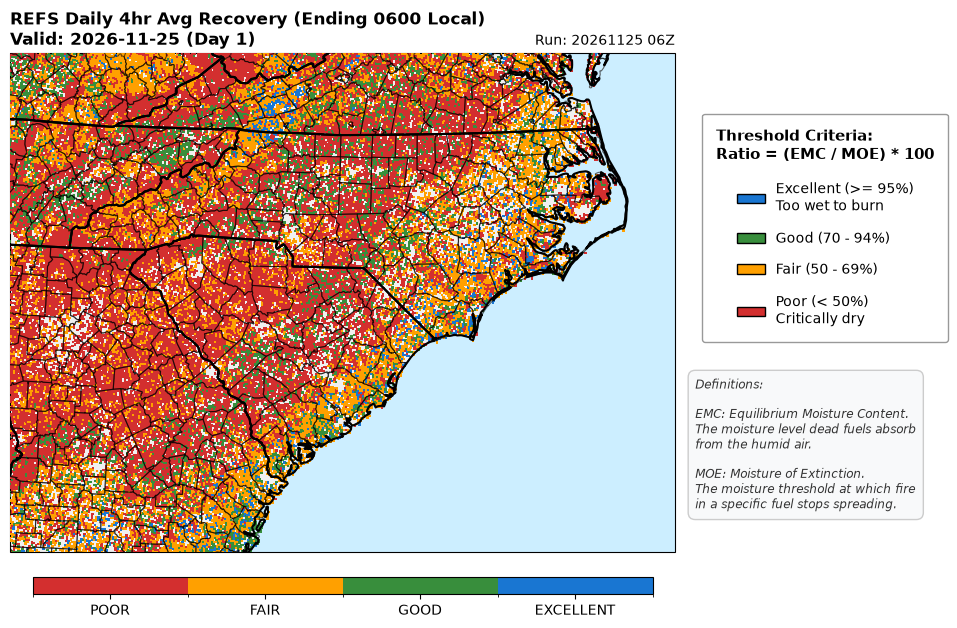 REFS Daily 4hr Avg Recovery (Ending 0600 Local)
Valid: 2026-11-25 (Day 1)
Run: 20261125 06Z
Threshold Criteria:
Ratio = (EMC / MOE) * 100
Excellent (>= 95%)
Too wet to burn
Good (70 - 94%)
Fair (50 - 69%)
Poor (< 50%)
Critically dry
Definitions:
EMC: Equilibrium Moisture Content.
The moisture level dead fuels absorb
from the humid air.
MOE: Moisture of Extinction.
The moisture threshold at which fire
in a specific fuel stops spreading.
POOR FAIR GOOD EXCELLENT